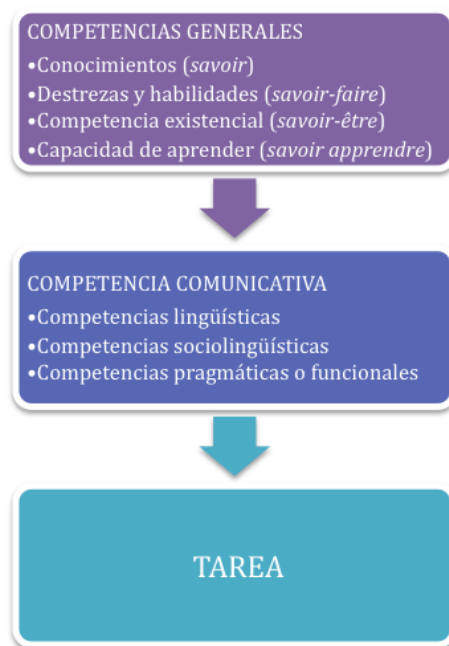 COMPETENCIAS GENERALES
•Conocimientos (savoir)
•Destrezas y habilidades (savoir-faire)
•Competencia existencial (savoir-être)
•Capacidad de aprender (savoir apprendre)
COMPETENCIA COMUNICATIVA
•Competencias lingüísticas
•Competencias sociolingüísticas
•Competencias pragmáticas o funcionales
TAREA